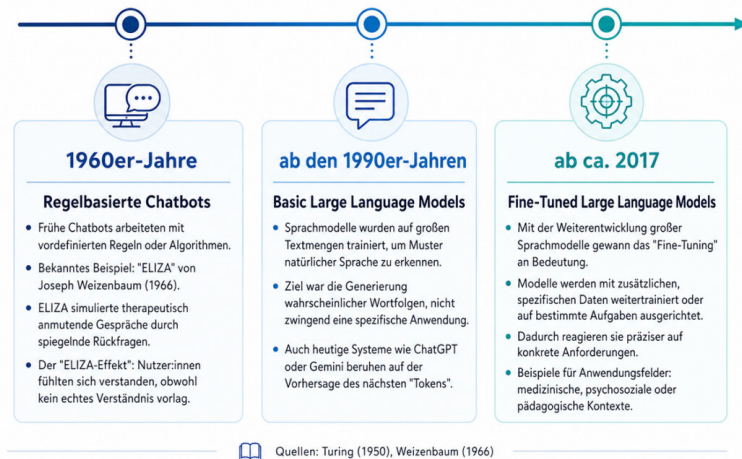 1960er-Jahre
Regelbasierte Chatbots
• Frühe Chatbots arbeiteten mit
vordefinierten Regeln oder Algorithmen.
• Bekanntes Beispiel: "ELIZA" von
Joseph Weizenbaum (1966).
• ELIZA simulierte therapeutisch
anmutende Gespräche durch
spiegelnde Rückfragen.
• Der "ELIZA-Effekt": Nutzer:innen
fühlten sich verstanden, obwohl
kein echtes Verständnis vorlag.
ab den 1990er-Jahren
Basic Large Language Models
• Sprachmodelle wurden auf großen
Textmengen trainiert, um Muster
natürlicher Sprache zu erkennen.
• Ziel war die Generierung
wahrscheinlicher Wortfolgen, nicht
zwingend eine spezifische Anwendung.
• Auch heutige Systeme wie ChatGPT
oder Gemini beruhen auf der
Vorhersage des nächsten "Tokens".
ab ca. 2017
Fine-Tuned Large Language Models
• Mit der Weiterentwicklung großer
Sprachmodelle gewann das "Fine-Tuning"
an Bedeutung.
• Modelle werden mit zusätzlichen,
spezifischen Daten weitertrainiert oder
auf bestimmte Aufgaben ausgerichtet.
• Dadurch reagieren sie präziser auf
konkrete Anforderungen.
• Beispiele für Anwendungsfelder:
medizinische, psychosoziale oder
pädagogische Kontexte.
Quellen: Turing (1950), Weizenbaum (1966)